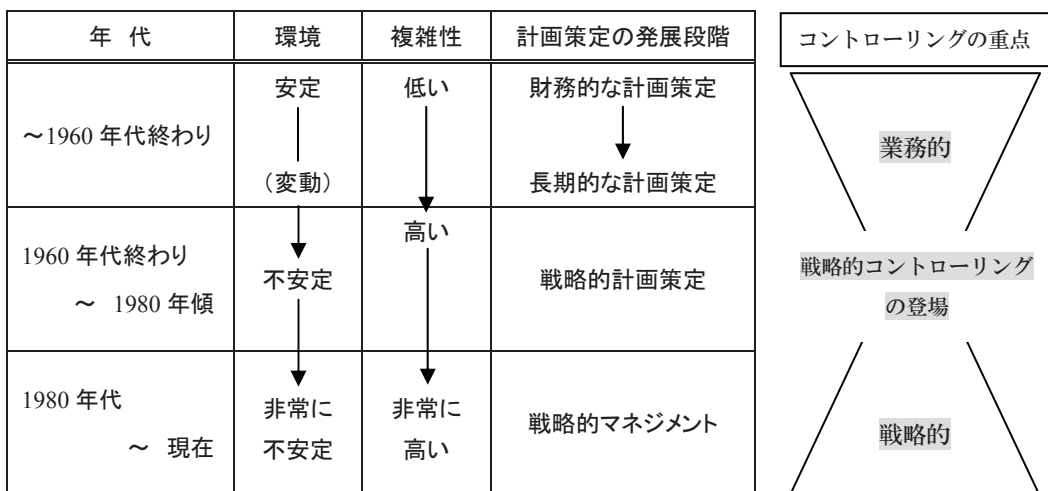 年 代 環境 複雑性 計画策定の発展段階
コントローリングの重点
～1960 年代終わり
安定
(変動)
低い
財務的な計画策定
長期的な計画策定
業務的
1960 年代終わり
～ 1980 年傾
不安定
高い
戦略的計画策定
戦略的コントローリング
の登場
1980 年代
～ 現在
非常に
不安定
非常に
高い
戦略的マネジメント
戦略的